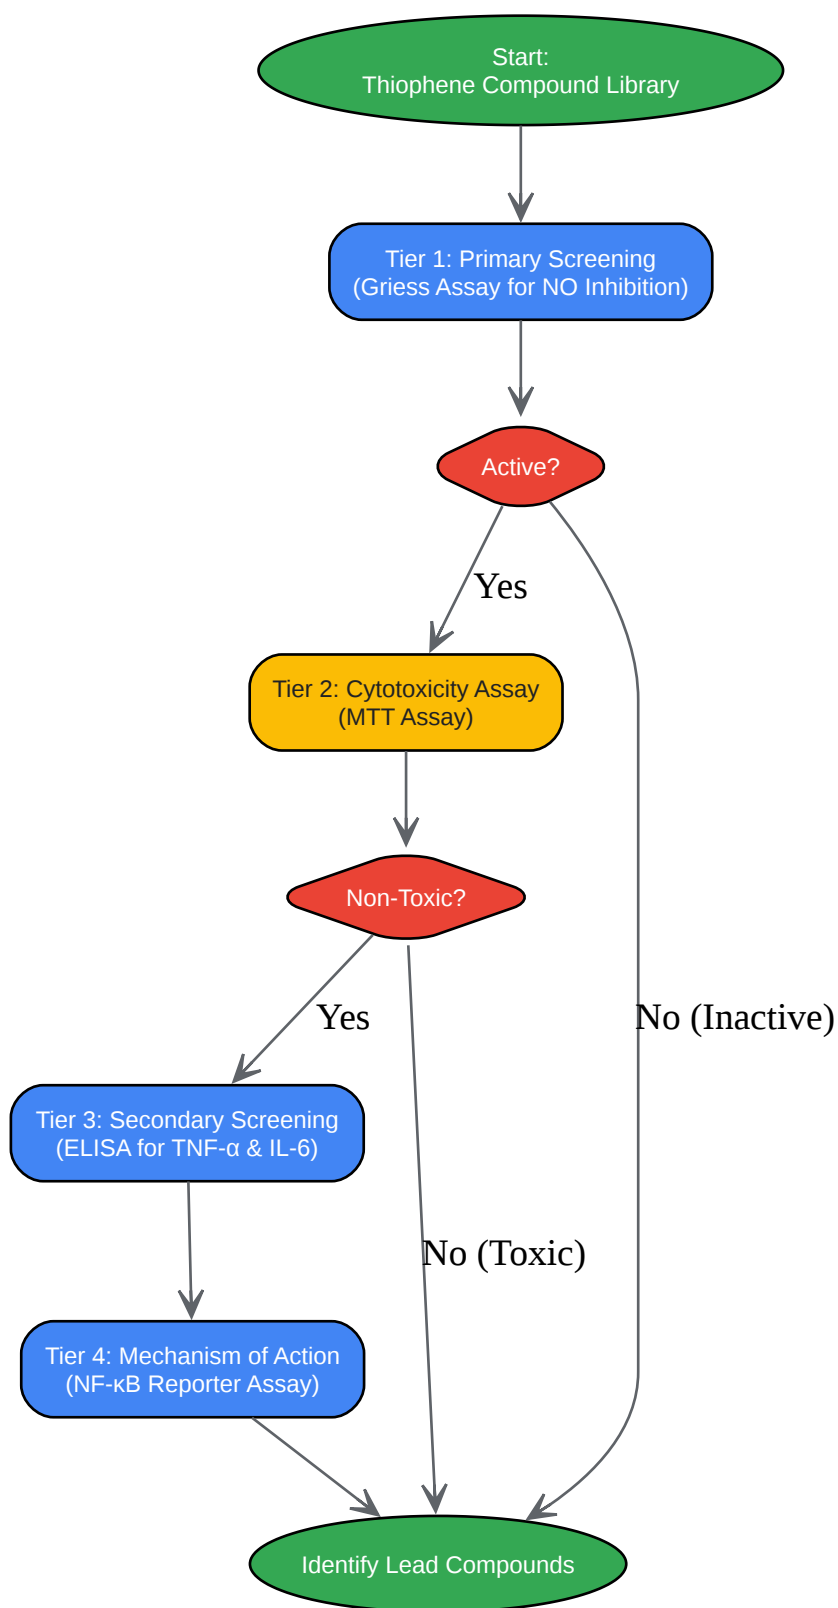 Start:
Thiophene Compound Library
Tier 1: Primary Screening
(Griess Assay for NO Inhibition)
Active?
Yes
Tier 2: Cytotoxicity Assay
(MTT Assay)
Non-Toxic?
Yes
No (Inactive)
Tier 3: Secondary Screening
(ELISA for TNF-α & IL-6)
No (Toxic)
Tier 4: Mechanism of Action
(NF-κB Reporter Assay)
Identify Lead Compounds